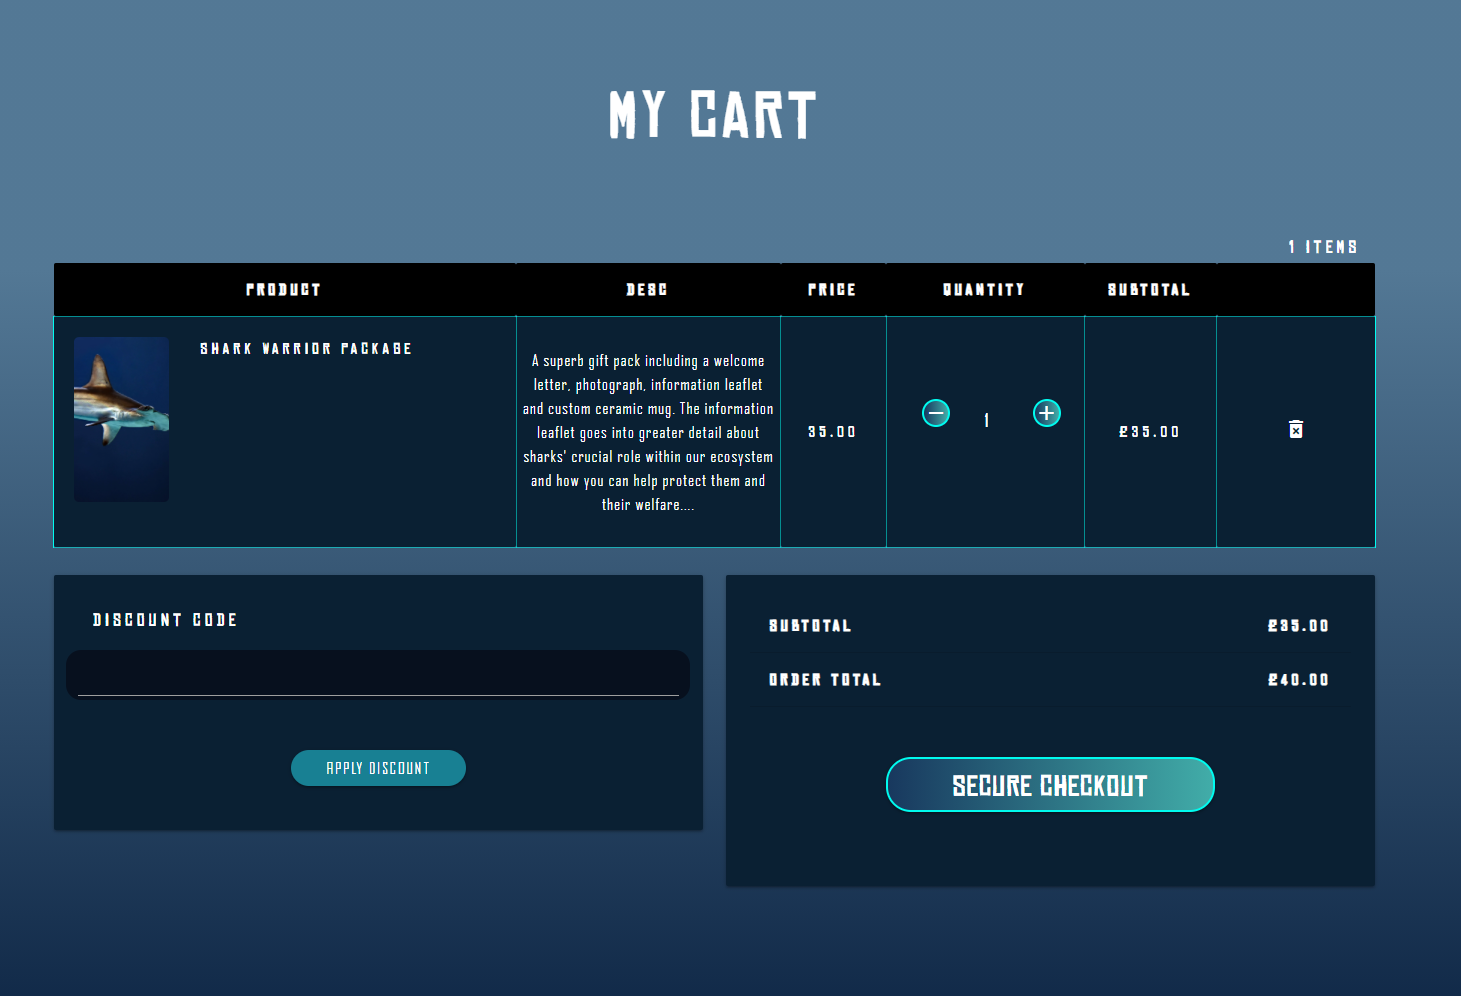 MY CART
1 ITEMS
PRODUCT DESC PRICE QUANTITY SUBTOTAL
SHARK WARRIOR PACKAGE
A superb gift pack including a welcome
letter, photograph, information leaflet
and custom ceramic mug. The information
leaflet goes into greater detail about
sharks' crucial role within our ecosystem
and how you can help protect them and
their welfare....
35.00
1
£35.00
DISCOUNT CODE
APPLY DISCOUNT
SUBTOTAL £35.00
ORDER TOTAL £40.00
SECURE CHECKOUT